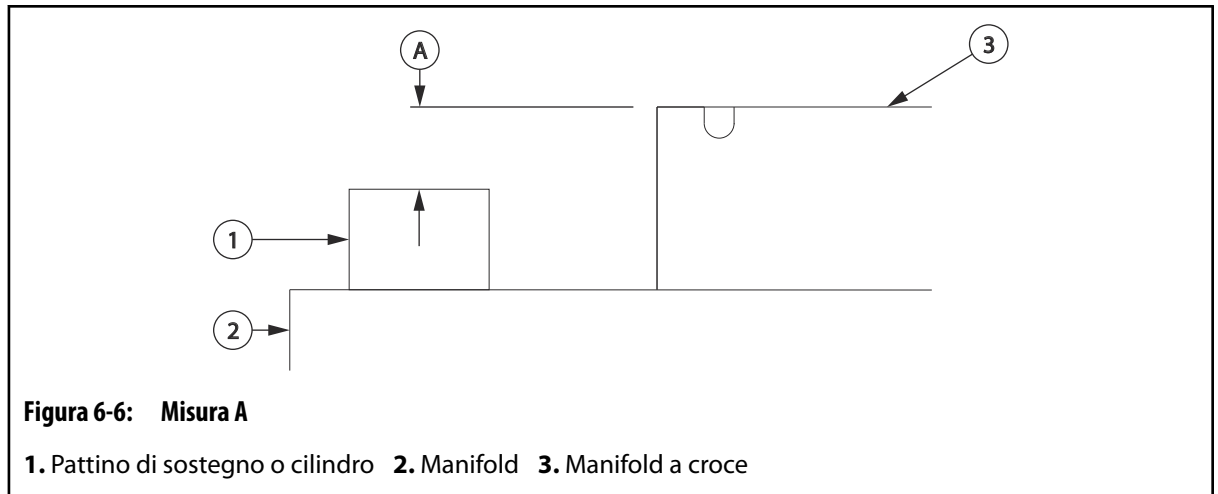 A
3
1
2
Figura 6-6: Misura A
1. Pattino di sostegno o cilindro 2. Manifold 3. Manifold a croce